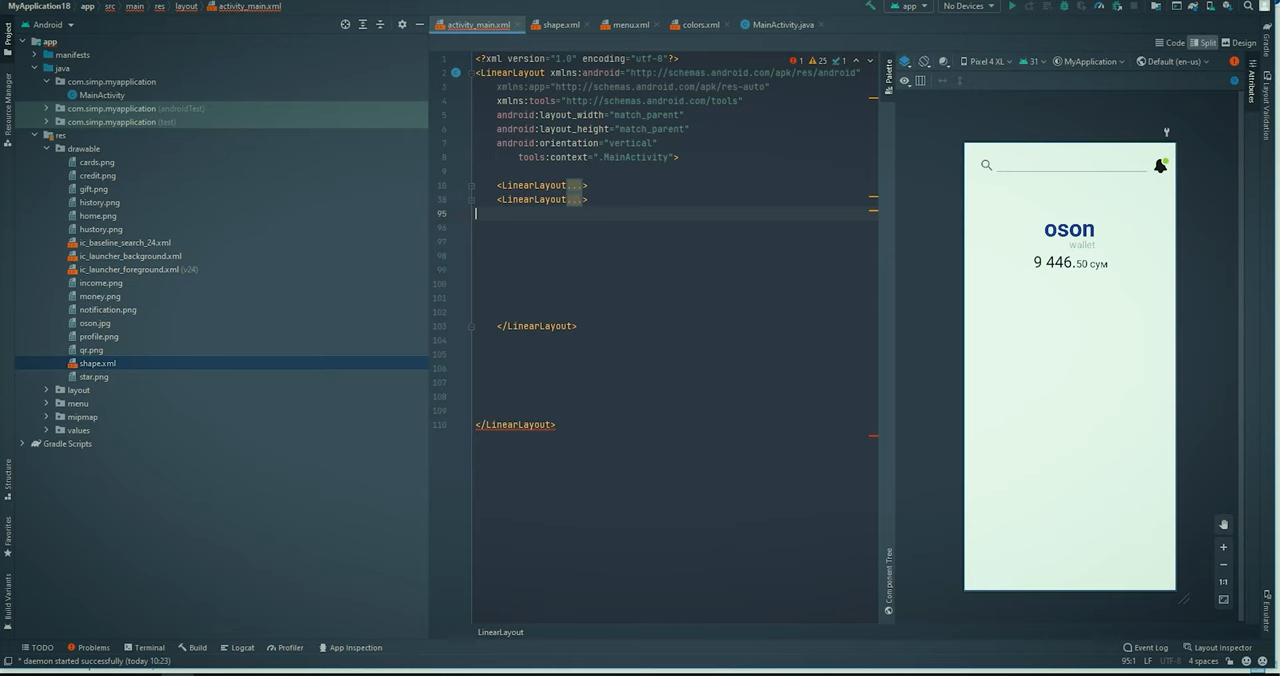 MyApplication18 app src main res layout activity_main.xml app No Devices
Android
activity_main.xml shape.xml menu.xml colors.xml MainActivity.java
Code Split Design
Project
Resource Manager
Structure
Favorites
Build Variants
app
manifests
java
com.simp.myapplication
MainActivity
com.simp.myapplication (androidTest)
com.simp.myapplication (test)
res
drawable
cards.png
credit.png
gift.png
history.png
home.png
hustory.png
ic_baseline_search_24.xml
ic_launcher_background.xml
ic_launcher_foreground.xml (v24)
income.png
money.png
notification.png
oson.jpg
profile.png
qr.png
shape.xml
star.png
layout
menu
mipmap
values
Gradle Scripts
1 <?xml version="1.0" encoding="utf-8"?> 1 25 1
2 <LinearLayout xmlns:android="http://schemas.android.com/apk/res/android"
3 xmlns:app="http://schemas.android.com/apk/res-auto"
4 xmlns:tools="http://schemas.android.com/tools"
5 android:layout_width="match_parent"
6 android:layout_height="match_parent"
7 android:orientation="vertical"
8 tools:context=".MainActivity">
9
10 <LinearLayout...>
38 <LinearLayout...>
95
96
97
98
99
100
101
102
103 </LinearLayout>
104
105
106
107
108
109
110 </LinearLayout>
LinearLayout
Palette
Component Tree
Pixel 4 XL 31 MyApplication Default (en-us)
oson
wallet
9 446.50 сум
1:1
Gradle
Attributes
Layout Validation
Emulator
TODO Problems Terminal Build Logcat Profiler App Inspection Event Log Layout Inspector
* daemon started successfully (today 10:23) 95:1 LF UTF-8 4 spaces